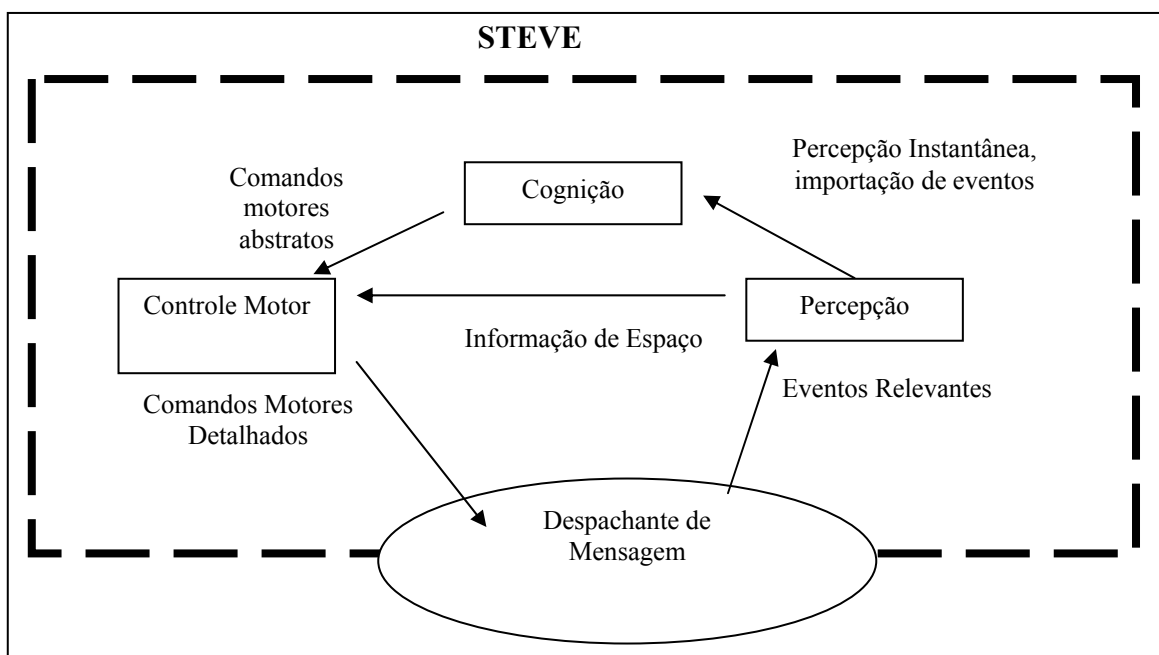 STEVE
Percepção Instantânea,
importação de eventos
Comandos
motores
abstratos
Cognição
Controle Motor
Percepção
Informação de Espaço
Eventos Relevantes
Comandos Motores
Detalhados
Despachante de
Mensagem